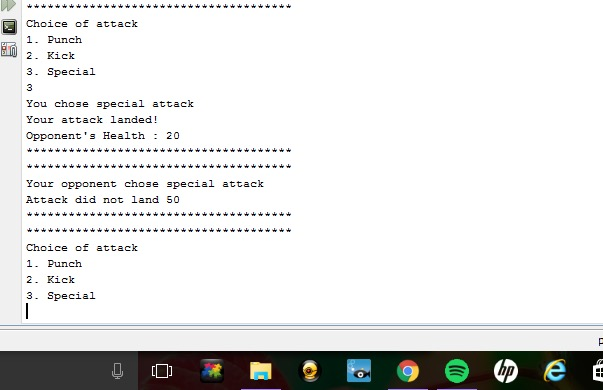 **************************************
Choice of attack
1. Punch
2. Kick
3. Special
3
You chose special attack
Your attack landed!
Opponent's Health : 20
**************************************
**************************************
Your opponent chose special attack
Attack did not land 50
**************************************
**************************************
Choice of attack
1. Punch
2. Kick
3. Special
hp